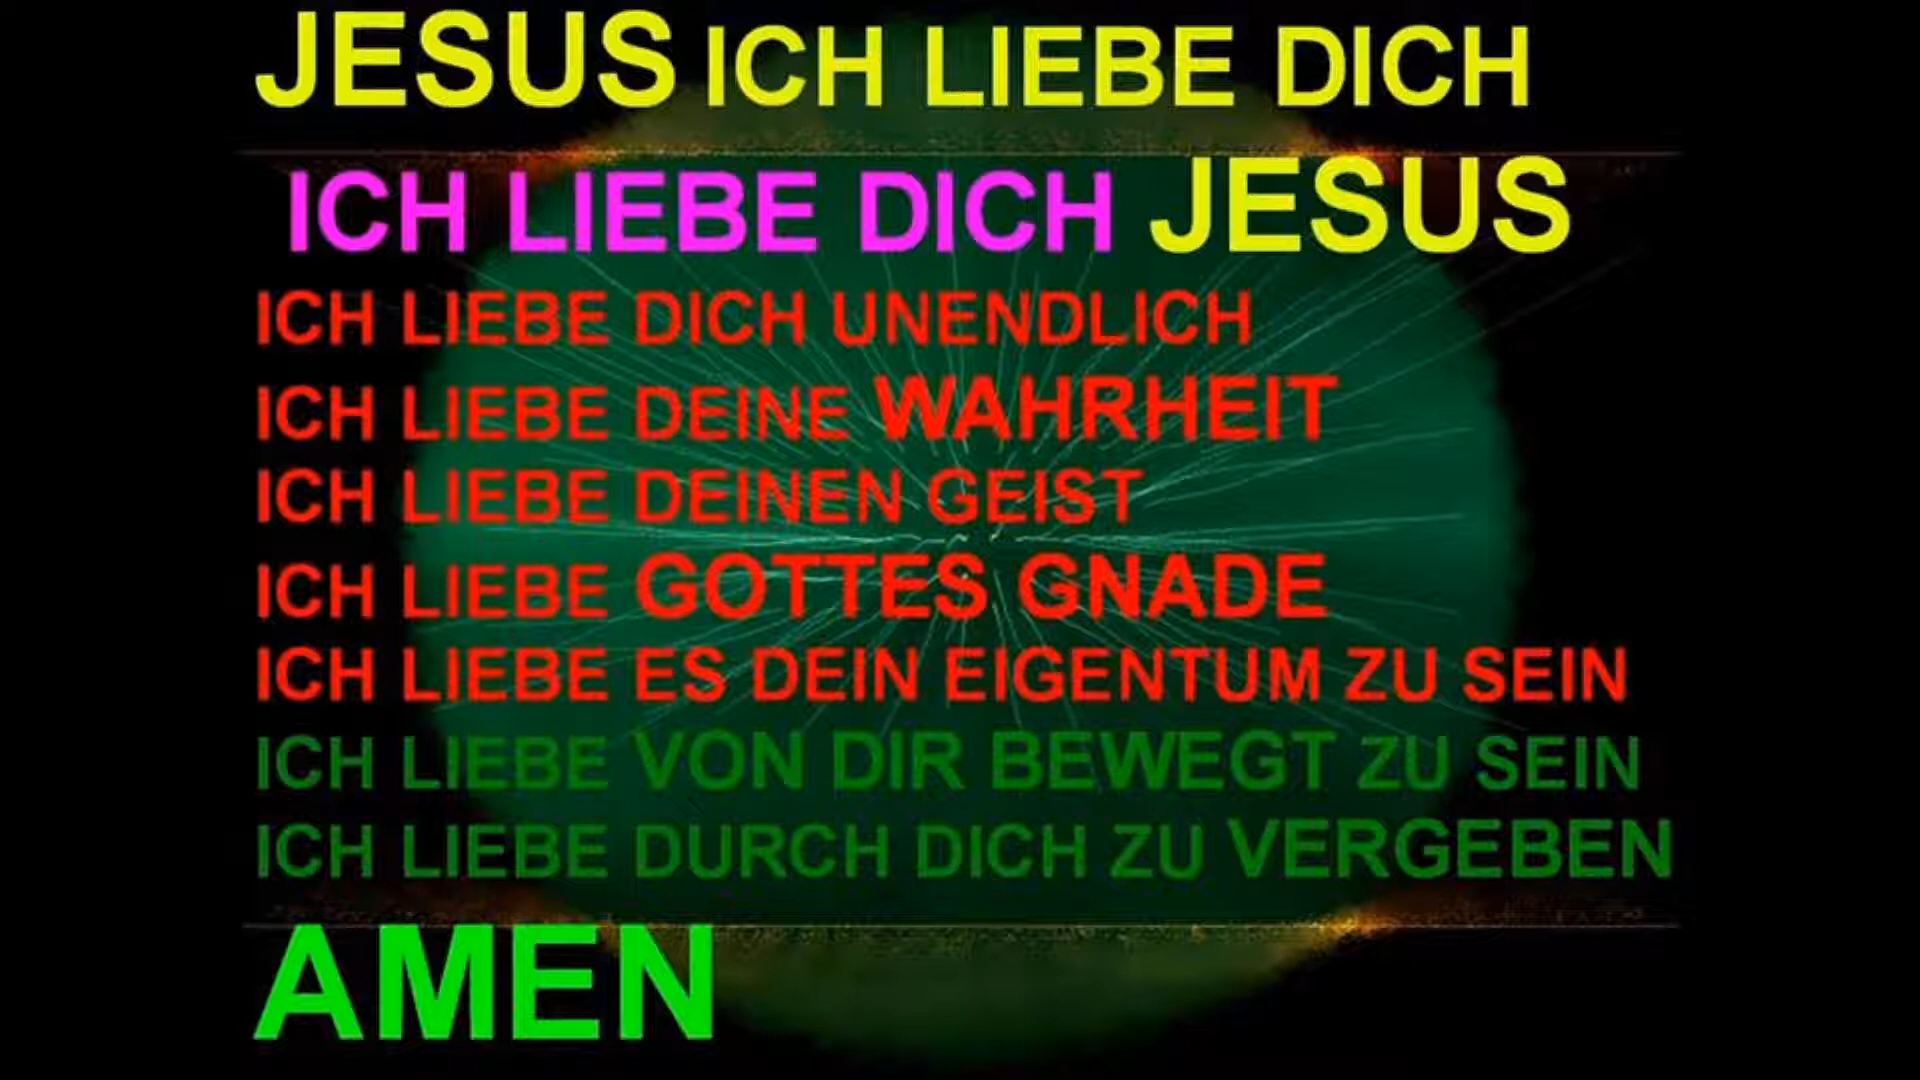 JESUS ICH LIEBE DICH
ICH LIEBE DICH JESUS
ICH LIEBE DICH UNENDLICH
ICH LIEBE DEINE WAHRHEIT
ICH LIEBE DEINEN GEIST
ICH LIEBE GOTTES GNADE
ICH LIEBE ES DEIN EIGENTUM ZU SEIN
ICH LIEBE VON DIR BEWEGT ZU SEIN
ICH LIEBE DURCH DICH ZU VERGEBEN
AMEN